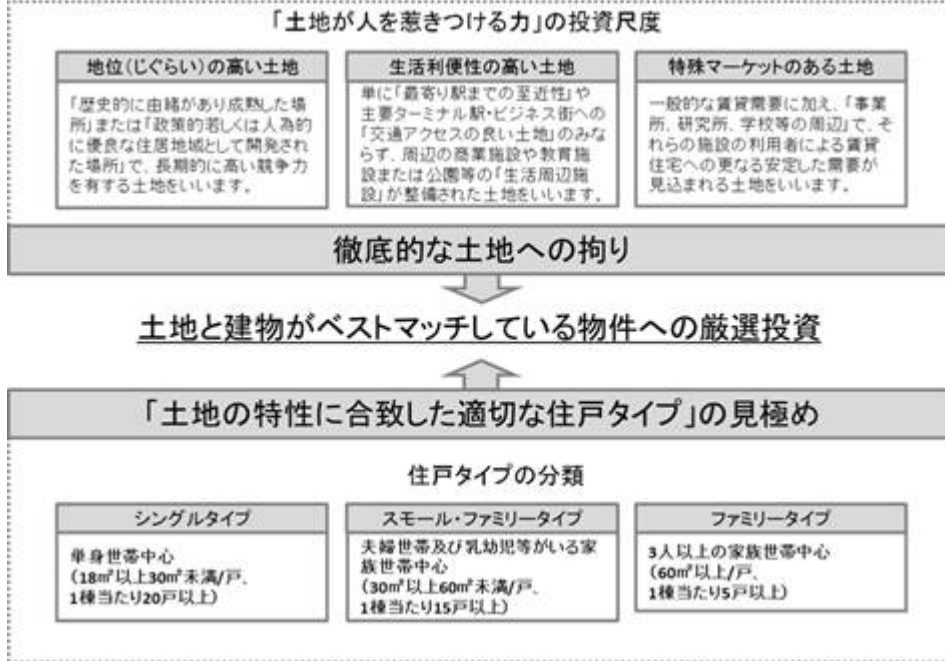 「土地が人を惹きつける力」の投資尺度
地位(じぐらい)の高い土地
「歴史的に由緒があり成熟した場
所」または「政策的若しくは人為的
に優良な住居地域として開発され
た場所」で、長期的に高い競争力
を有する土地をいいます。
生活利便性の高い土地
単に「最寄り駅までの至近性」や
主要ターミナル駅・ビジネス街への
「交通アクセスの良い土地」のみな
らず、周辺の商業施設や教育施
設または公園等の「生活周辺施
設」が整備された土地をいいます。
特殊マーケットのある土地
一般的な賃貸需要に加え、「事業
所、研究所、学校等の周辺」で、そ
れらの施設の利用者による賃貸
住宅への更なる安定した需要が
見込まれる土地をいいます。
徹底的な土地への拘り
土地と建物がベストマッチしている物件への厳選投資
「土地の特性に合致した適切な住戸タイプ」の見極め
住戸タイプの分類
シングルタイプ
単身世帯中心
(18㎡以上30㎡未満/戸、
1棟当たり20戸以上)
スモール・ファミリータイプ
夫婦世帯及び乳幼児等がいる家
族世帯中心
(30㎡以上60㎡未満/戸、
1棟当たり15戸以上)
ファミリータイプ
3人以上の家族世帯中心
(60㎡以上/戸、
1棟当たり5戸以上)